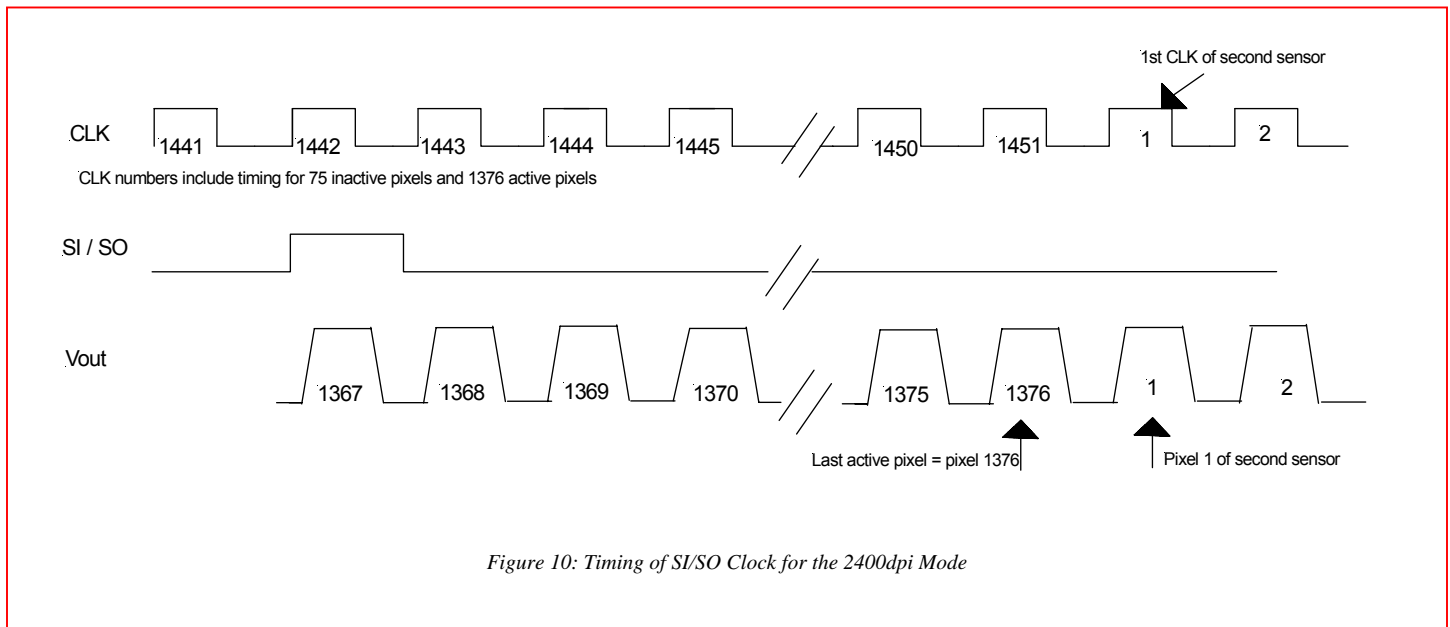 1st CLK of second sensor
CLK
1441 1442 1443 1444 1445 1450 1451 1 2
CLK numbers include timing for 75 inactive pixels and 1376 active pixels
SI / SO
Vout
1367 1368 1369 1370 1375 1376 1 2
Last active pixel = pixel 1376
Pixel 1 of second sensor
Figure 10: Timing of SI/SO Clock for the 2400dpi Mode